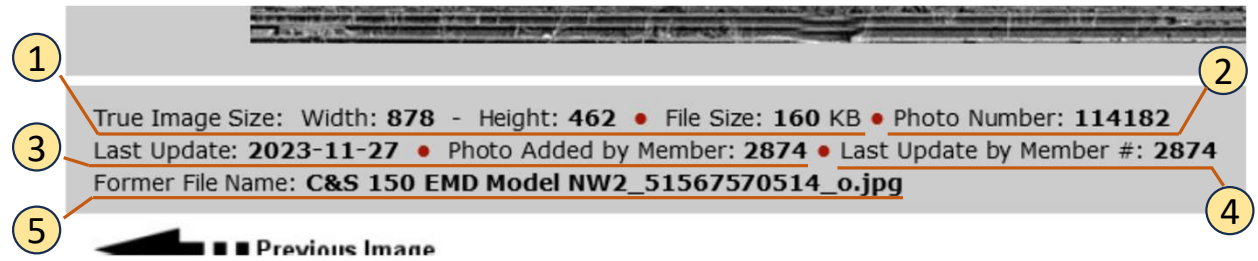 1
2
True Image Size: Width: 878 - Height: 462 ● File Size: 160 KB ● Photo Number: 114182
3
Last Update: 2023-11-27 ● Photo Added by Member: 2874 ● Last Update by Member #: 2874
Former File Name: C&S 150 EMD Model NW2_51567570514_o.jpg
4
5
Previous Image